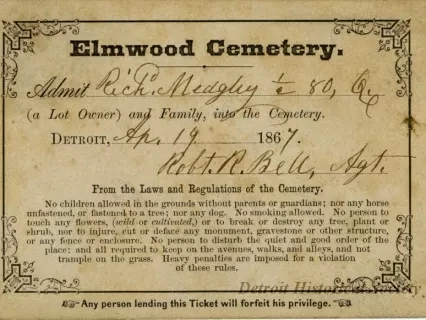 Elmwood Cemetery.
Admit Rich^d. Medgley ½ 80, Q.
(a Lot Owner) and Family, into the Cemetery.
Detroit, Ap. 19 1867.
Robt. R. Bell, Agt.
From the Laws and Regulations of the Cemetery.
No children allowed in the grounds without parents or guardians; nor any horse
unfastened, or fastened to a tree; nor any dog. No smoking allowed. No person to
touch any flowers, (wild or cultivated,) or to break or destroy any tree, plant or
shrub, nor to injure, cut or deface any monument, gravestone or other structure,
or any fence or enclosure. No person to disturb the quiet and good order of the
place; and all required to keep on the avenues, walks, and alleys, and not
trample on the grass. Heavy penalties are imposed for a violation
of these rules.
Detroit Historical Society
Any person lending this Ticket will forfeit his privilege.